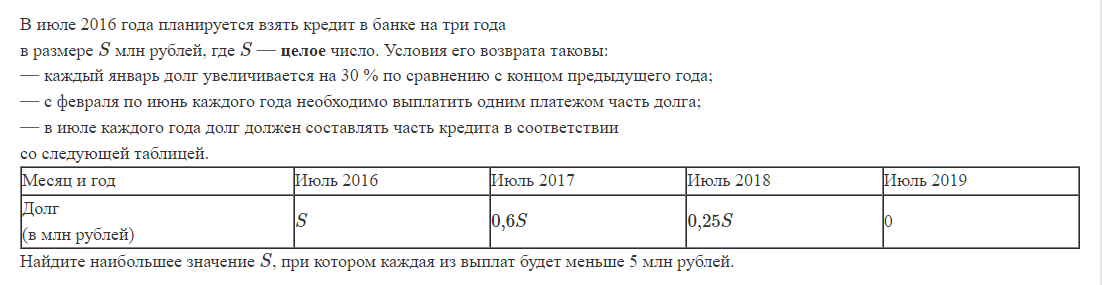 В июле 2016 года планируется взять кредит в банке на три года
в размере S млн рублей, где S — целое число. Условия его возврата таковы:
— каждый январь долг увеличивается на 30 % по сравнению с концом предыдущего года;
— с февраля по июнь каждого года необходимо выплатить одним платежом часть долга;
— в июле каждого года долг должен составлять часть кредита в соответствии
со следующей таблицей.
Месяц и год Июль 2016 Июль 2017 Июль 2018 Июль 2019
Долг
(в млн рублей) S 0,6S 0,25S 0
Найдите наибольшее значение S, при котором каждая из выплат будет меньше 5 млн рублей.